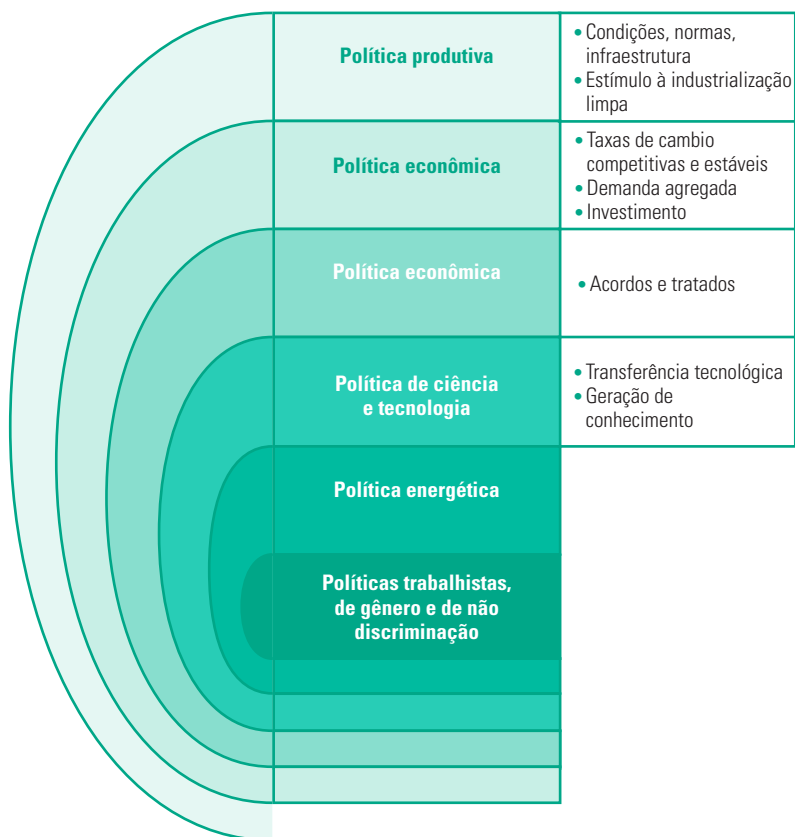 Política produtiva
• Condições, normas,
infraestrutura
• Estímulo à industrialização
limpa
Política econômica
• Taxas de cambio
competitivas e estáveis
• Demanda agregada
• Investimento
Política econômica
• Acordos e tratados
Política de ciência
e tecnologia
• Transferência tecnológica
• Geração de
conhecimento
Política energética
Políticas trabalhistas,
de gênero e de não
discriminação